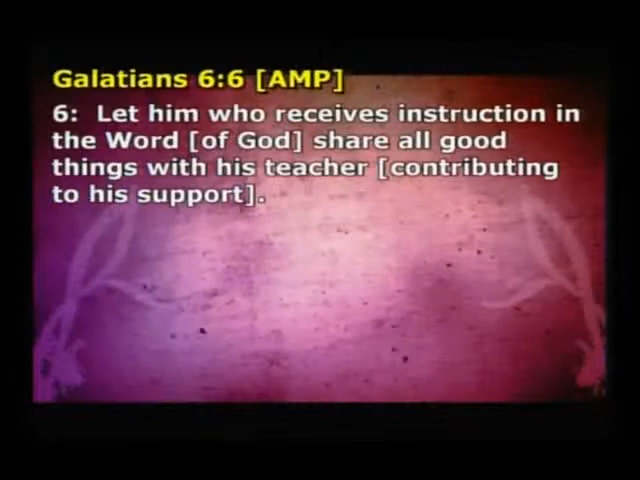 Galatians 6:6 [AMP]
6: Let him who receives instruction in
the Word [of God] share all good
things with his teacher [contributing
to his support].